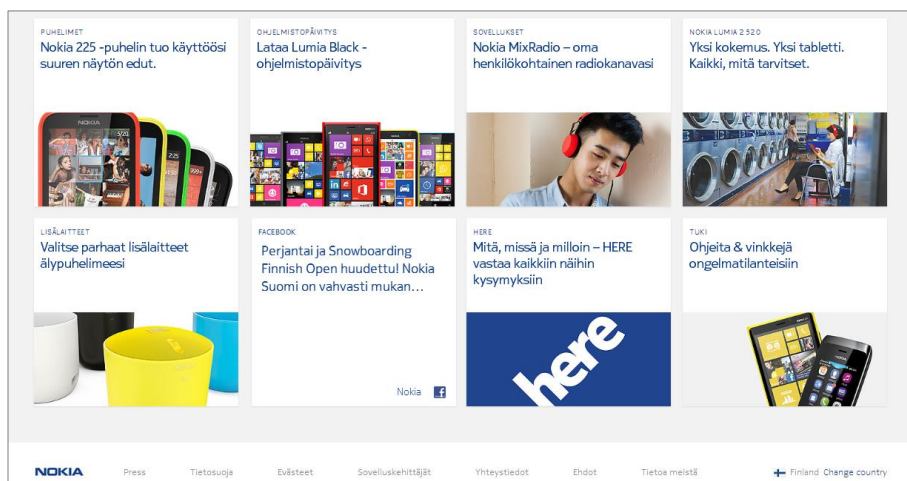 PUHELIMET
Nokia 225 -puhelin tuo käyttöösi
suuren näytön edut.
OHJELMISTOPÄIVITYS
Lataa Lumia Black -
ohjelmistopäivitys
SOVELLUKSET
Nokia MixRadio – oma
henkilökohtainen radiokanavasi
NOKIA LUMIA 2520
Yksi kokemus. Yksi tabletti.
Kaikki, mitä tarvitset.
NOKIA
LISÄLAITTEET
Valitse parhaat lisälaitteet
älypuhelimeesi
FACEBOOK
Perjantai ja Snowboarding
Finnish Open huudettu! Nokia
Suomi on vahvasti mukan...
Nokia
HERE
Mitä, missä ja milloin – HERE
vastaa kaikkiin näihin
kysymyksiin
here
TUKI
Ohjeita & vinkkejä
ongelmatilanteisiin
NOKIA Press Tietosuoja Evästeet Sovelluskehittäjät Yhteystiedot Ehdot Tietoa meistä Finland Change country